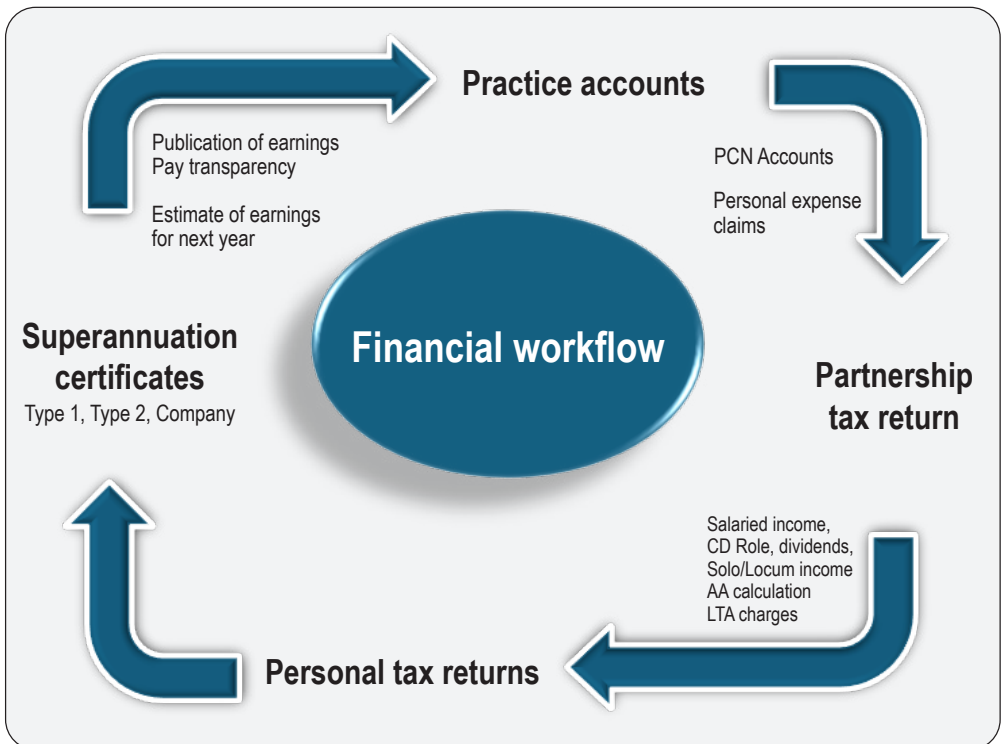 Practice accounts
Publication of earnings
Pay transparency
Estimate of earnings
for next year
PCN Accounts
Personal expense
claims
Financial workflow
Superannuation
certificates
Type 1, Type 2, Company
Partnership
tax return
Salaried income,
CD Role, dividends,
Solo/Locum income
AA calculation
LTA charges
Personal tax returns